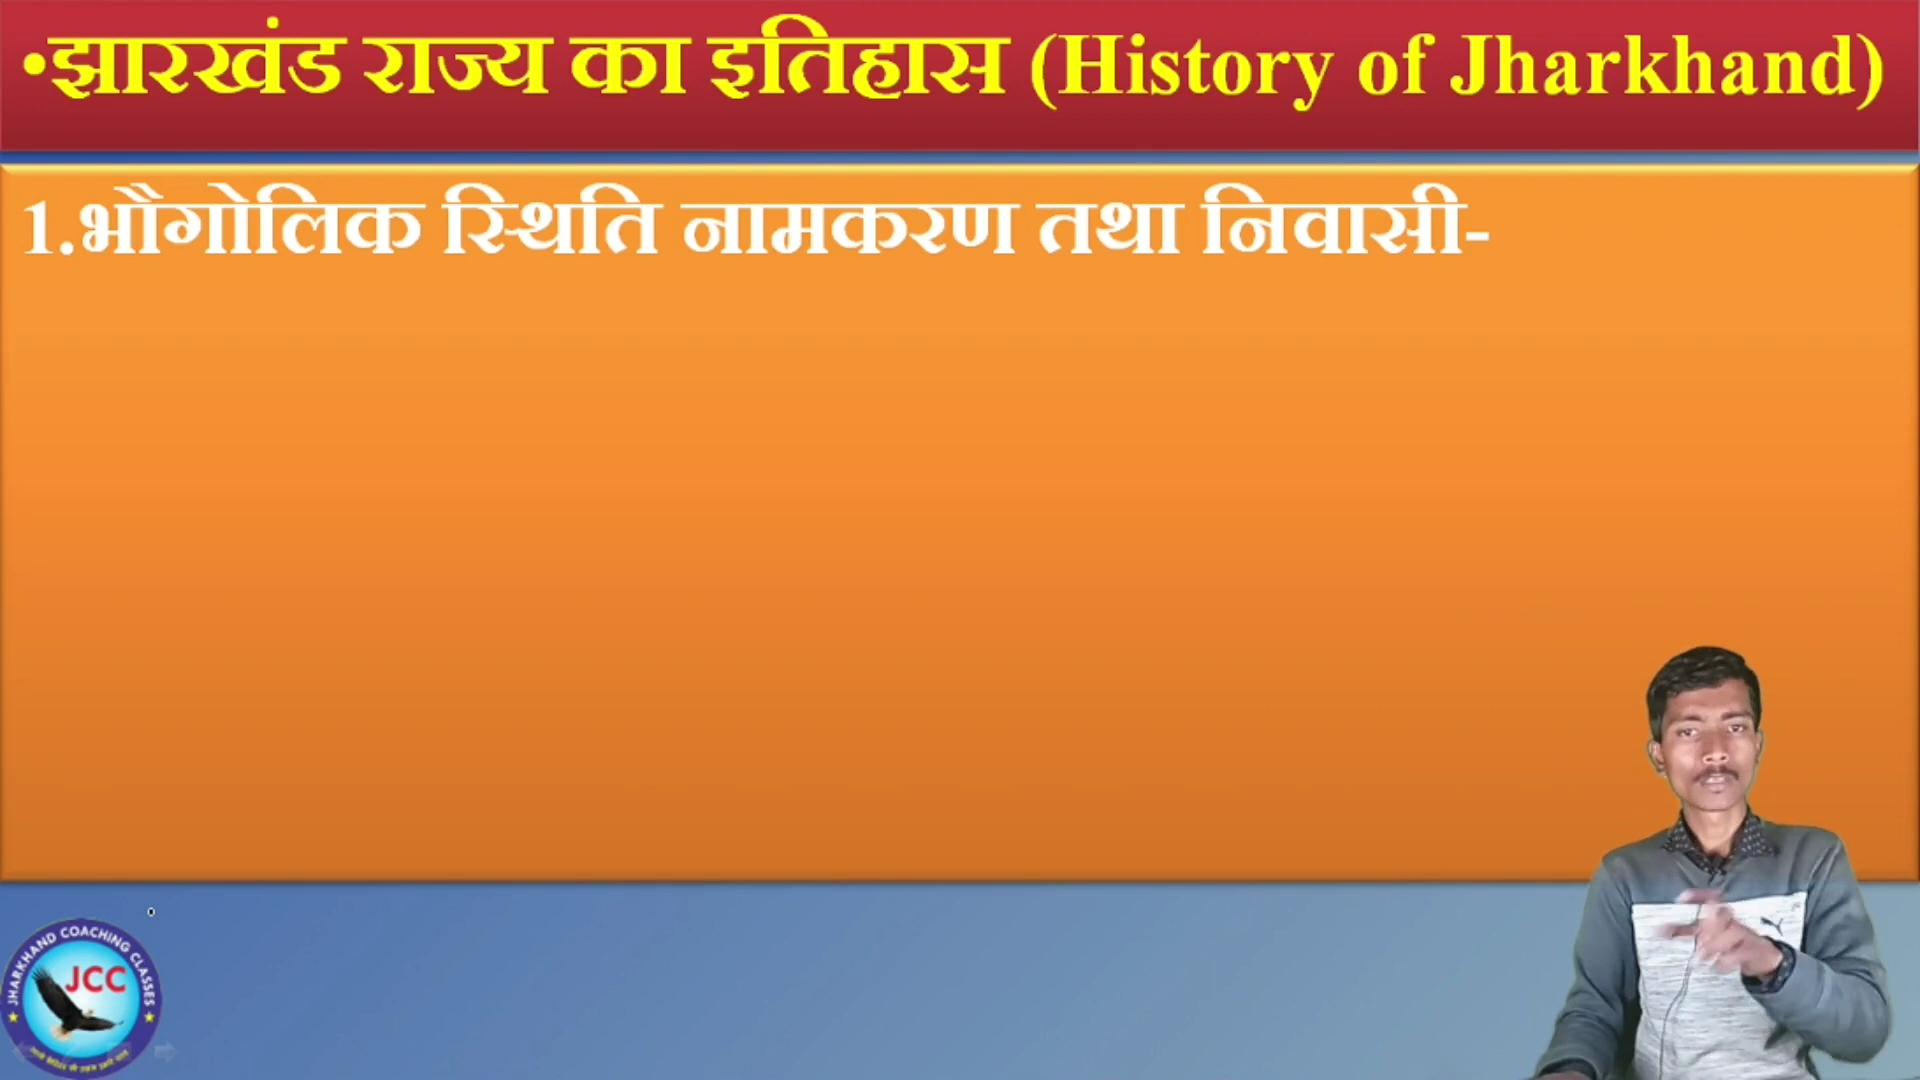 •झारखंड राज्य का इतिहास (History of Jharkhand)
1.भौगोलिक स्थिति नामकरण तथा निवासी-
JHARKHAND COACHING CLASSES
JCC